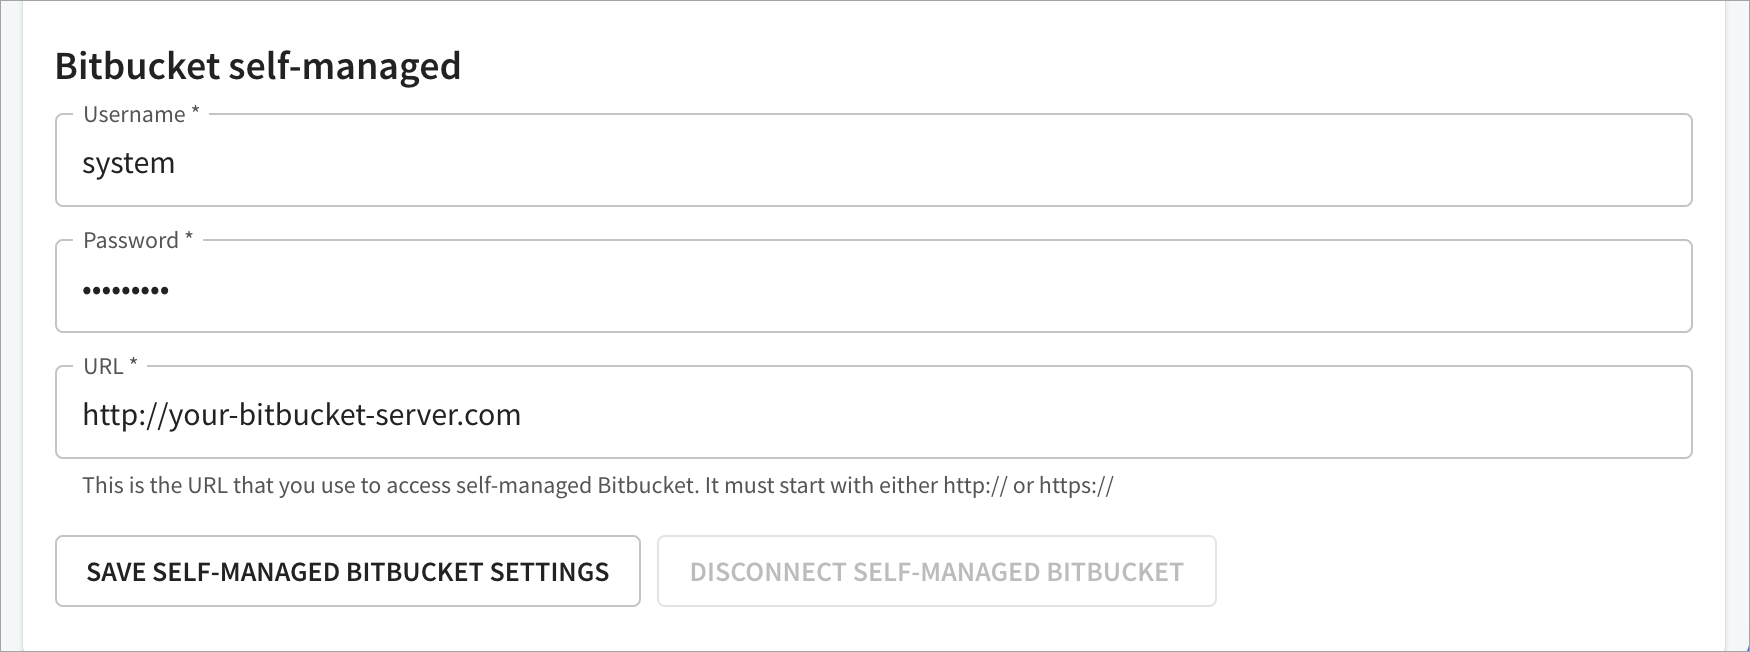 Bitbucket self-managed
Username *
system
Password *
•••••••••
URL *
http://your-bitbucket-server.com
This is the URL that you use to access self-managed Bitbucket. It must start with either http:// or https://
SAVE SELF-MANAGED BITBUCKET SETTINGS
DISCONNECT SELF-MANAGED BITBUCKET